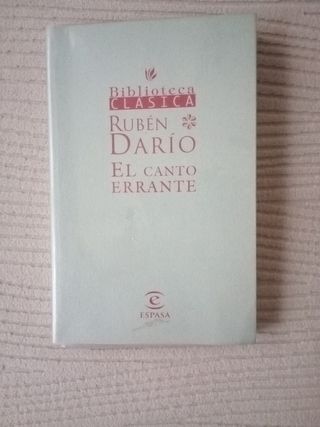 Biblioteca
CLÁSICA
RUBÉN
DARÍO
EL CANTO
ERRANTE
e
ESPASA